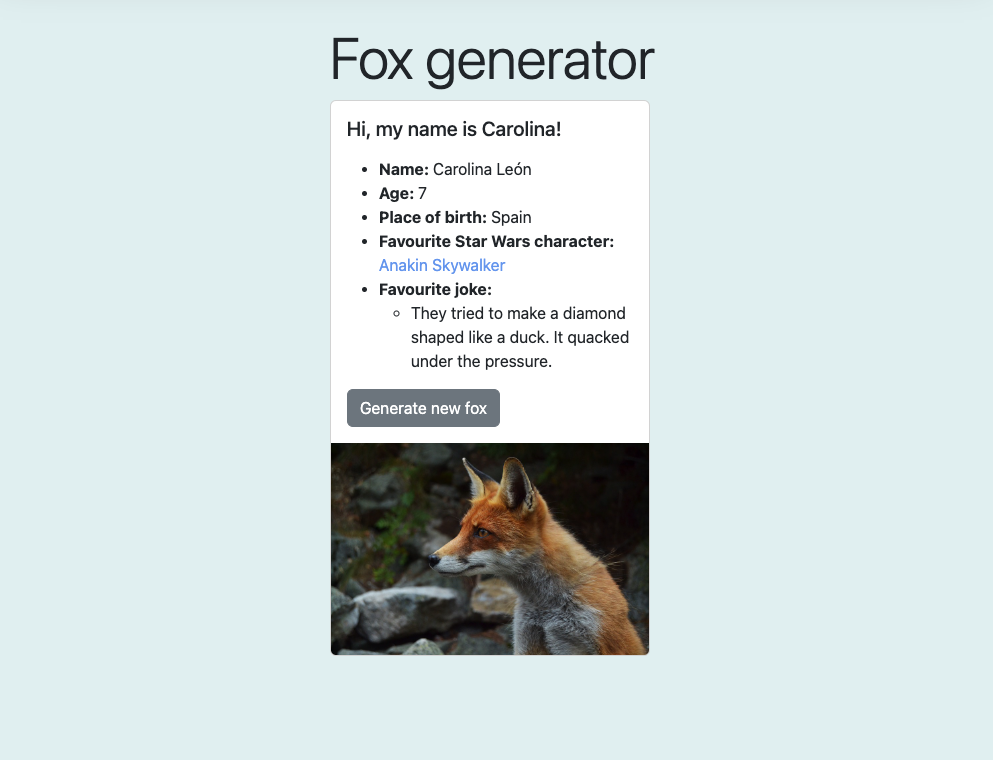 Fox generator
Hi, my name is Carolina!
Name: Carolina León
Age: 7
Place of birth: Spain
Favourite Star Wars character:
Anakin Skywalker
Favourite joke:
They tried to make a diamond
shaped like a duck. It quacked
under the pressure.
Generate new fox